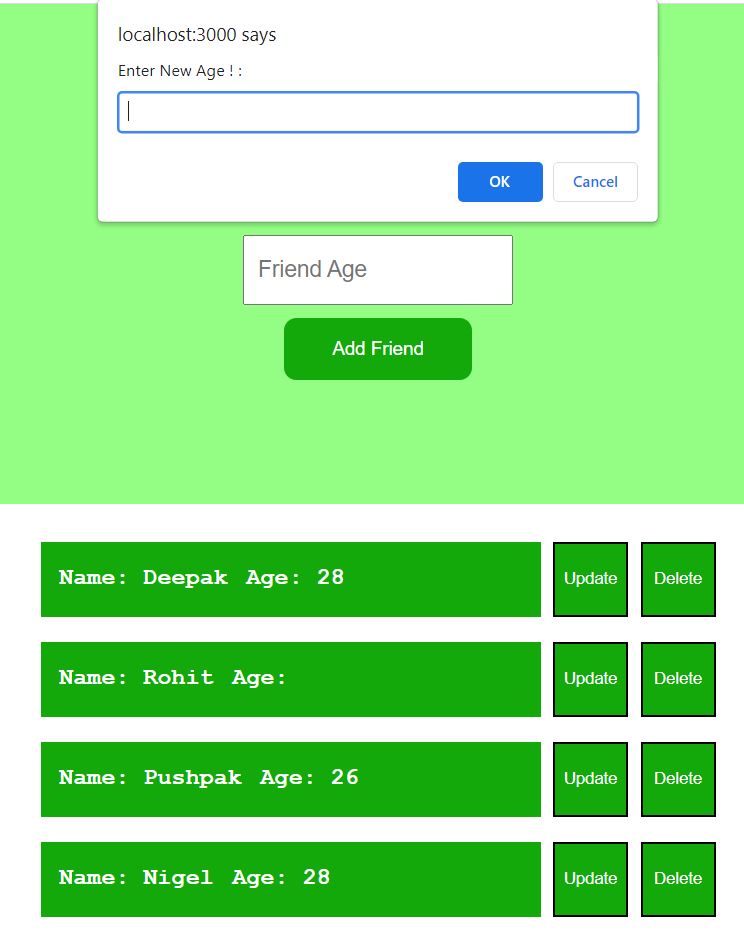 localhost:3000 says
Enter New Age ! :
OK Cancel
Friend Age
Add Friend
Name: Deepak Age: 28 Update Delete
Name: Rohit Age: Update Delete
Name: Pushpak Age: 26 Update Delete
Name: Nigel Age: 28 Update Delete